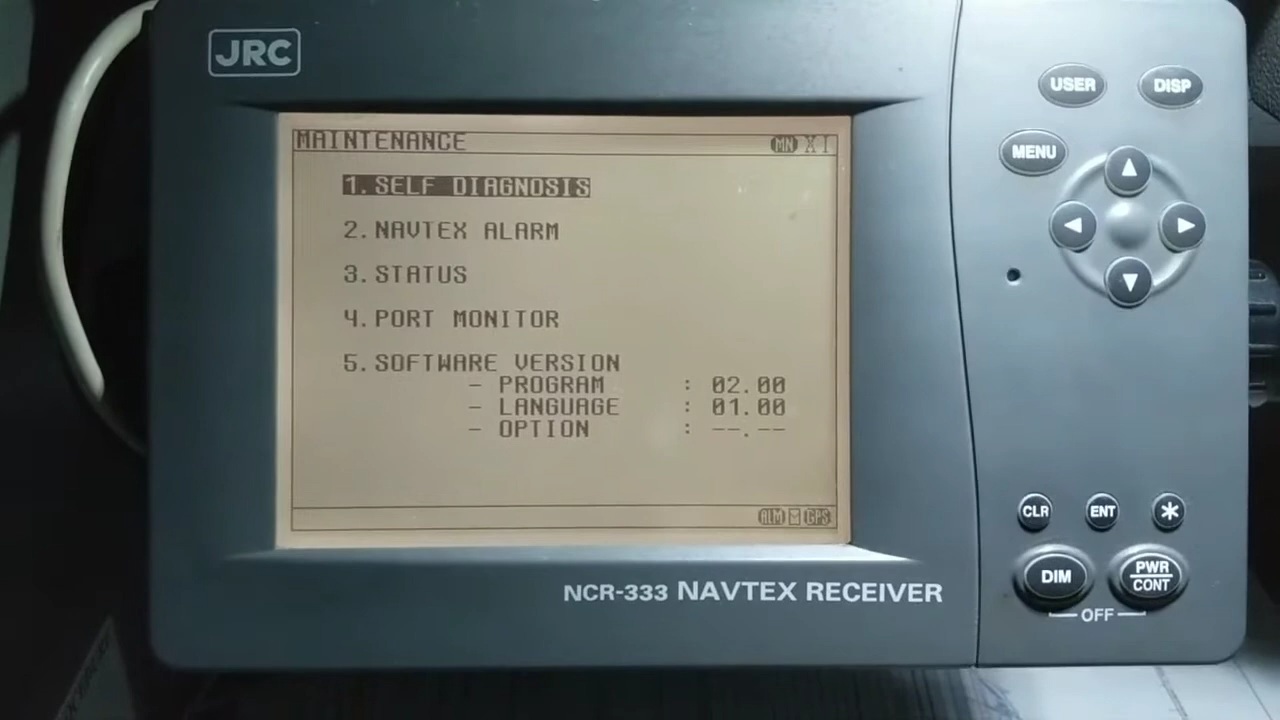 JRC
MAINTENANCE MN XI
1.SELF DIAGNOSIS
2.NAVTEX ALARM
3.STATUS
4.PORT MONITOR
5.SOFTWARE VERSION
- PROGRAM : 02.00
- LANGUAGE : 01.00
- OPTION : --.--
ALM GPS
NCR-333 NAVTEX RECEIVER
USER DISP
MENU
CLR ENT *
DIM PWR
CONT
OFF